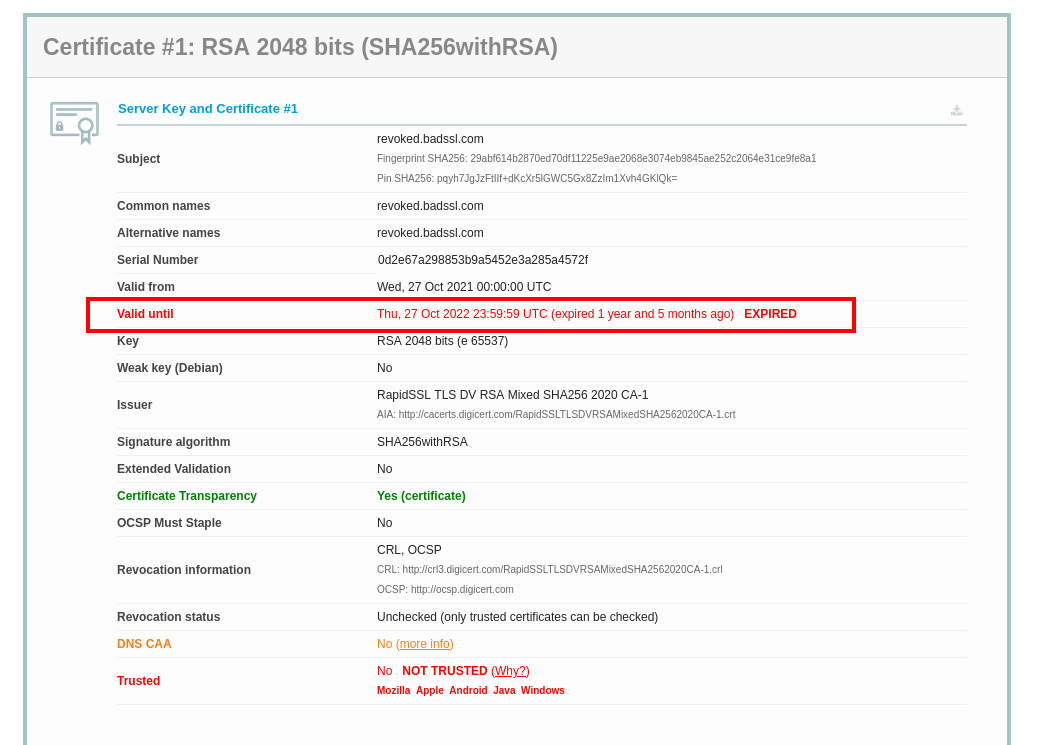 Certificate #1: RSA 2048 bits (SHA256withRSA)
Server Key and Certificate #1
Subject
revoked.badssl.com
Fingerprint SHA256: 29abf614b2870ed70df11225e9ae2068e3074eb9845ae252c2064e31ce9fe8a1
Pin SHA256: pqyh7JgJzFtIIf+dKcXr5lGWC5Gx8ZzIm1Xvh4GKlQk=
Common names revoked.badssl.com
Alternative names revoked.badssl.com
Serial Number 0d2e67a298853b9a5452e3a285a4572f
Valid from Wed, 27 Oct 2021 00:00:00 UTC
Valid until Thu, 27 Oct 2022 23:59:59 UTC (expired 1 year and 5 months ago) EXPIRED
Key RSA 2048 bits (e 65537)
Weak key (Debian) No
Issuer
RapidSSL TLS DV RSA Mixed SHA256 2020 CA-1
AIA: http://cacerts.digicert.com/RapidSSLTLSDVRSAMixedSHA2562020CA-1.crt
Signature algorithm SHA256withRSA
Extended Validation No
Certificate Transparency Yes (certificate)
OCSP Must Staple No
Revocation information
CRL, OCSP
CRL: http://crl3.digicert.com/RapidSSLTLSDVRSAMixedSHA2562020CA-1.crl
OCSP: http://ocsp.digicert.com
Revocation status Unchecked (only trusted certificates can be checked)
DNS CAA No (more info)
Trusted
No NOT TRUSTED (Why?)
Mozilla Apple Android Java Windows